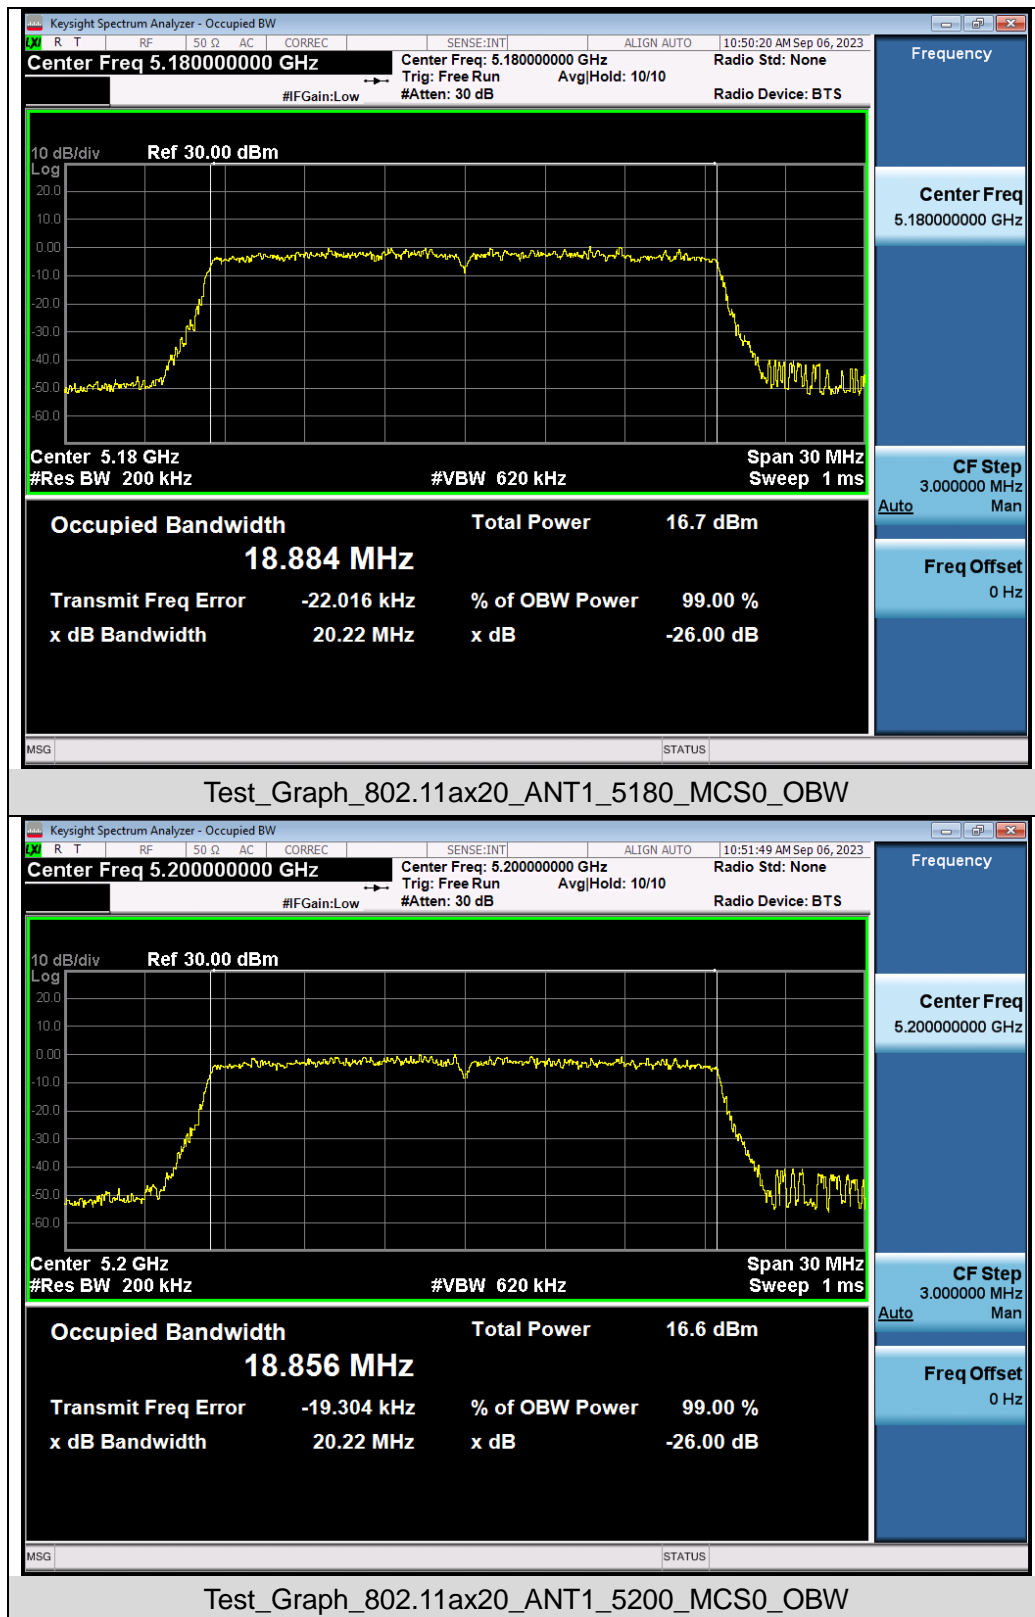 Keysight Spectrum Analyzer - Occupied BW
LXI R T RF 50 Ω AC CORREC SENSE:INT ALIGN AUTO 10:50:20 AM Sep 06, 2023
Center Freq 5.180000000 GHz
Center Freq: 5.180000000 GHz Radio Std: None
Trig: Free Run Avg|Hold: 10/10
#IFGain:Low #Atten: 30 dB Radio Device: BTS
10 dB/div Ref 30.00 dBm
Log
20.0
10.0
0.00
-10.0
-20.0
-30.0
-40.0
-50.0
-60.0
Center 5.18 GHz Span 30 MHz
#Res BW 200 kHz #VBW 620 kHz Sweep 1 ms
Occupied Bandwidth Total Power 16.7 dBm
18.884 MHz
Transmit Freq Error -22.016 kHz % of OBW Power 99.00 %
x dB Bandwidth 20.22 MHz x dB -26.00 dB
MSG STATUS
Frequency
Center Freq
5.180000000 GHz
CF Step
3.000000 MHz
Auto Man
Freq Offset
0 Hz
Test_Graph_802.11ax20_ANT1_5180_MCS0_OBW
Keysight Spectrum Analyzer - Occupied BW
LXI R T RF 50 Ω AC CORREC SENSE:INT ALIGN AUTO 10:51:49 AM Sep 06, 2023
Center Freq 5.200000000 GHz
Center Freq: 5.200000000 GHz Radio Std: None
Trig: Free Run Avg|Hold: 10/10
#IFGain:Low #Atten: 30 dB Radio Device: BTS
10 dB/div Ref 30.00 dBm
Log
20.0
10.0
0.00
-10.0
-20.0
-30.0
-40.0
-50.0
-60.0
Center 5.2 GHz Span 30 MHz
#Res BW 200 kHz #VBW 620 kHz Sweep 1 ms
Occupied Bandwidth Total Power 16.6 dBm
18.856 MHz
Transmit Freq Error -19.304 kHz % of OBW Power 99.00 %
x dB Bandwidth 20.22 MHz x dB -26.00 dB
MSG STATUS
Frequency
Center Freq
5.200000000 GHz
CF Step
3.000000 MHz
Auto Man
Freq Offset
0 Hz
Test_Graph_802.11ax20_ANT1_5200_MCS0_OBW